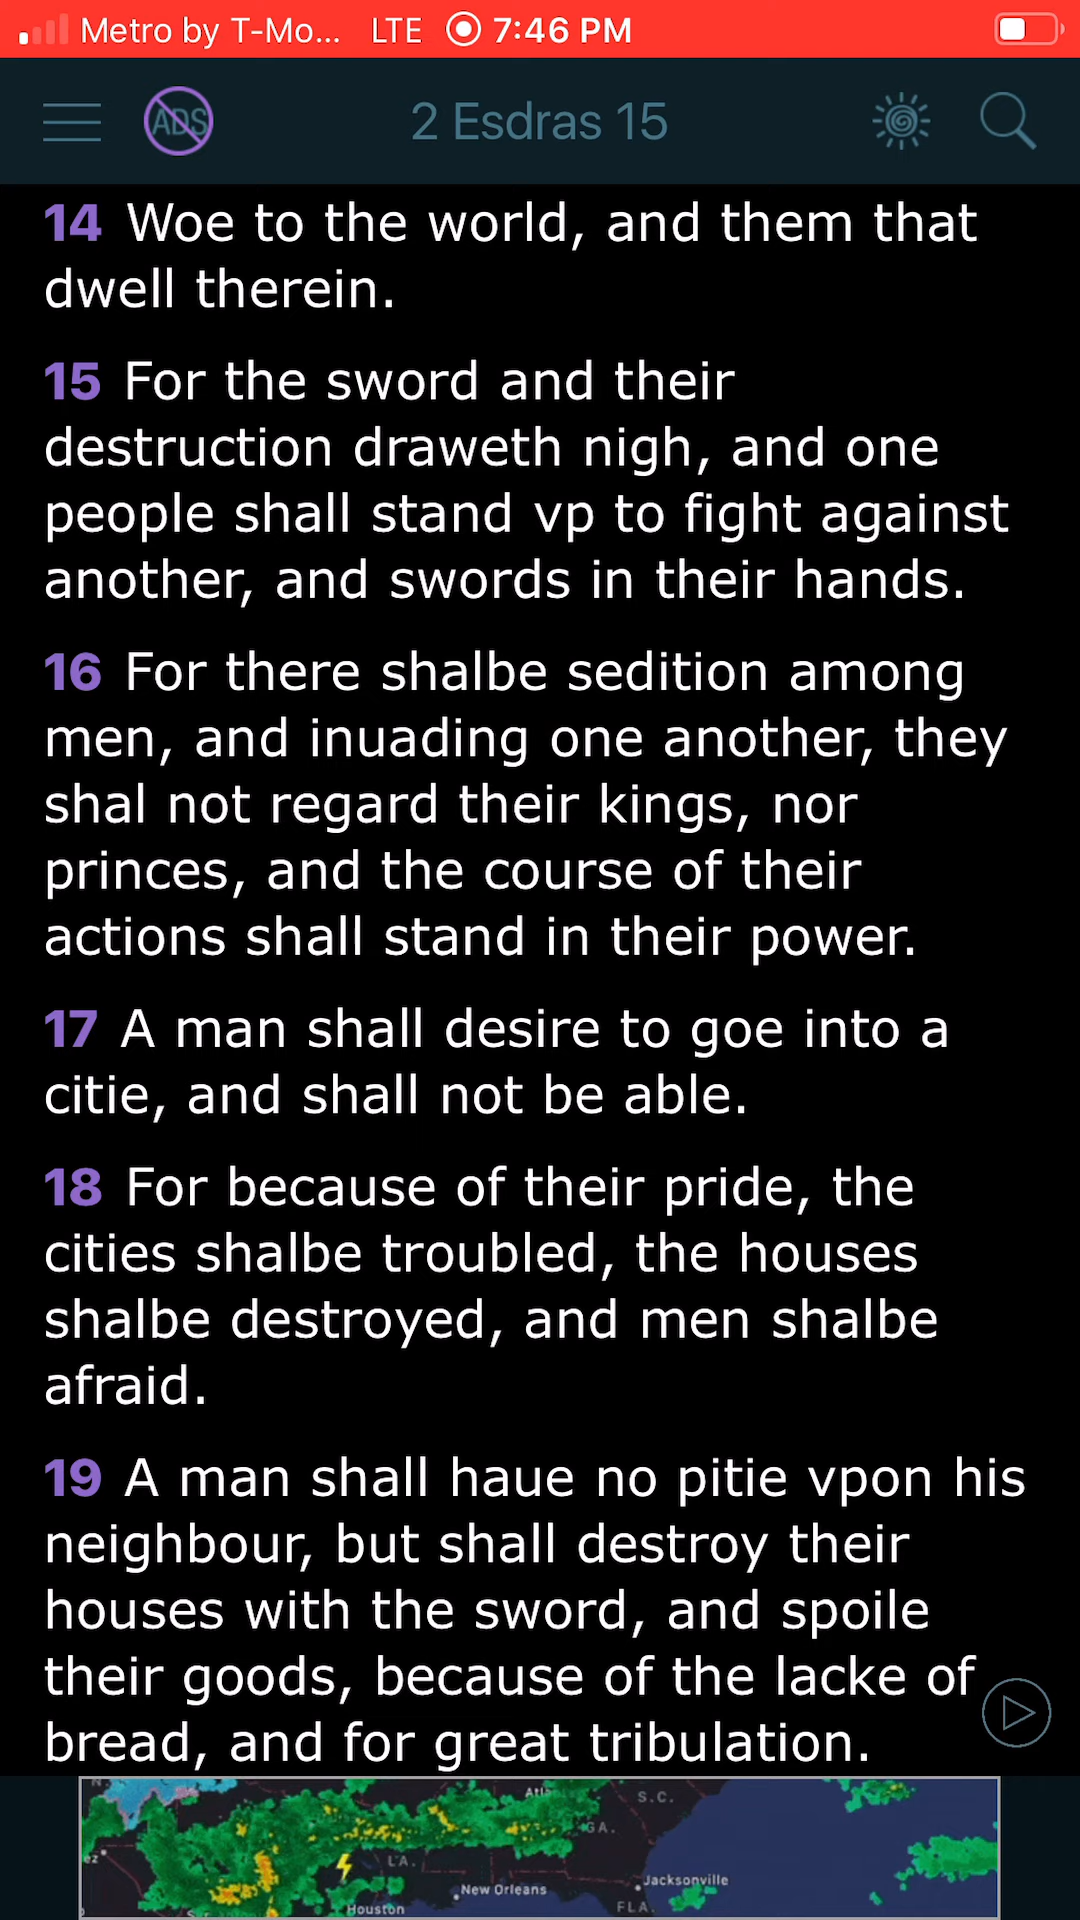 Metro by T-Mo... LTE 7:46 PM
ADS 2 Esdras 15
14 Woe to the world, and them that
dwell therein.
15 For the sword and their
destruction draweth nigh, and one
people shall stand vp to fight against
another, and swords in their hands.
16 For there shalbe sedition among
men, and inuading one another, they
shal not regard their kings, nor
princes, and the course of their
actions shall stand in their power.
17 A man shall desire to goe into a
citie, and shall not be able.
18 For because of their pride, the
cities shalbe troubled, the houses
shalbe destroyed, and men shalbe
afraid.
19 A man shall haue no pitie vpon his
neighbour, but shall destroy their
houses with the sword, and spoile
their goods, because of the lacke of
bread, and for great tribulation.
S.C.
GA.
LA.
Jacksonville
New Orleans
Houston
FLA.